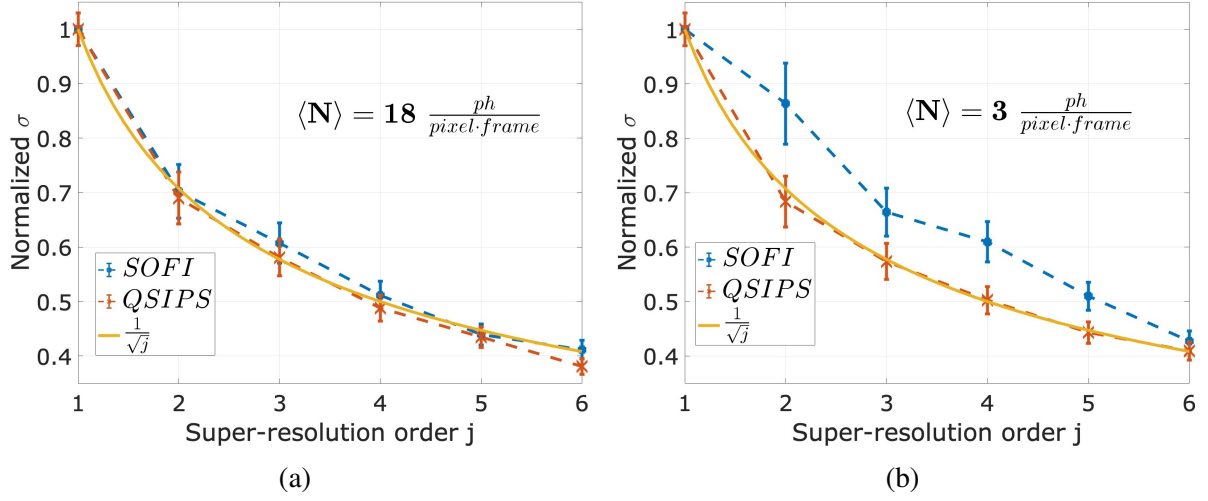 1
0.9
0.8
0.7
0.6
0.5
0.4
Normalized σ
⟨N⟩ = 18 ph/pixel·frame
SOFI
QSIPS
1/√j
1 2 3 4 5 6
Super-resolution order j
(a)
1
0.9
0.8
0.7
0.6
0.5
0.4
Normalized σ
⟨N⟩ = 3 ph/pixel·frame
SOFI
QSIPS
1/√j
1 2 3 4 5 6
Super-resolution order j
(b)